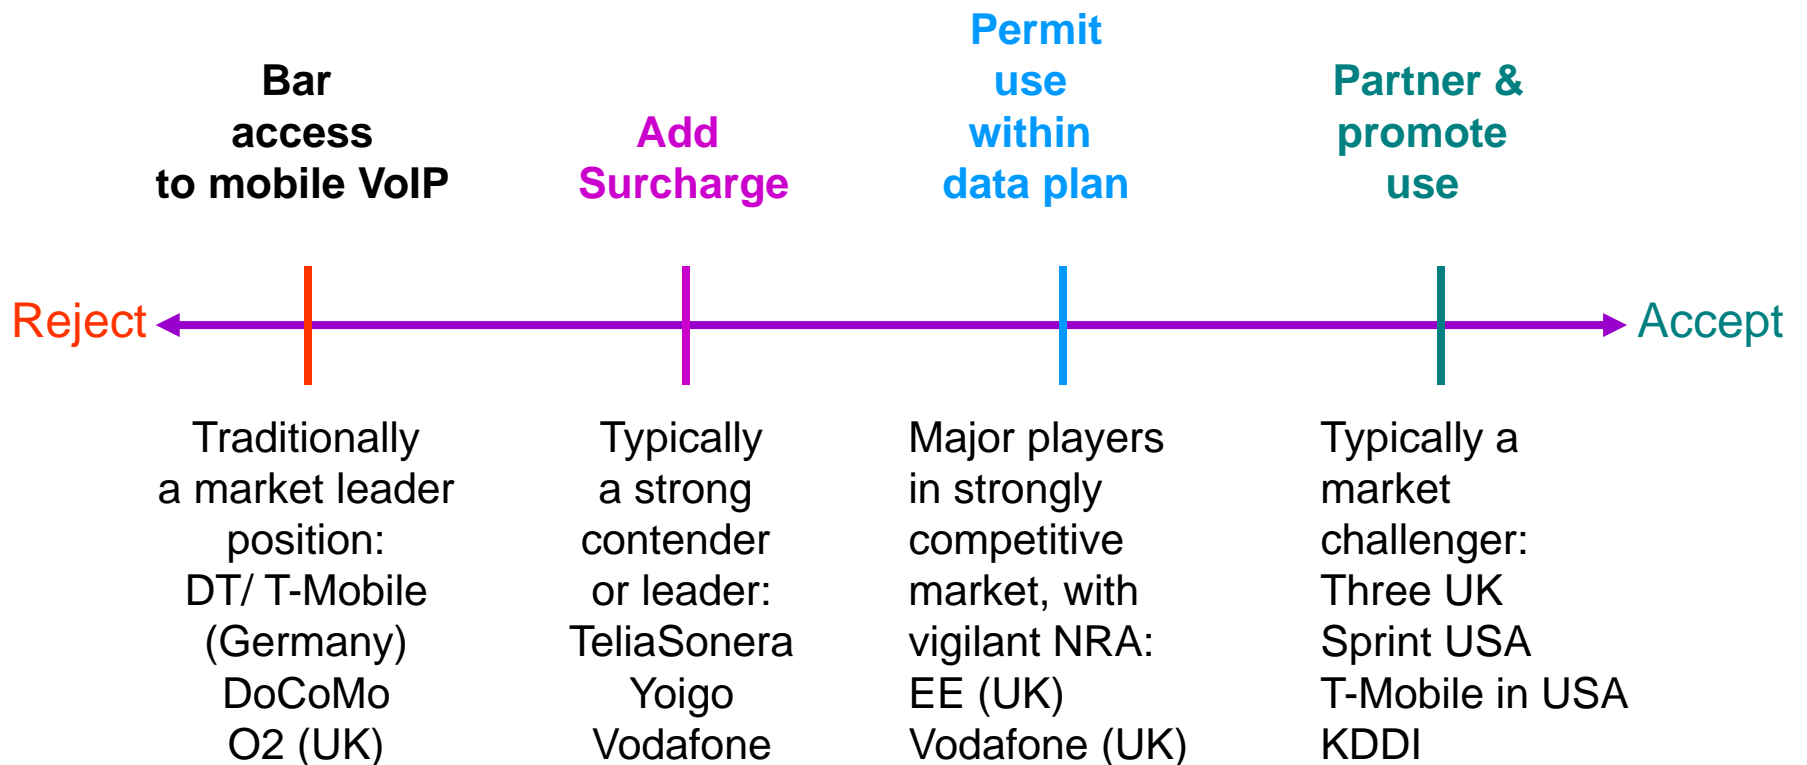 Bar
access
to mobile VoIP
Add
Surcharge
Permit
use
within
data plan
Partner &
promote
use
Reject
Accept
Traditionally
a market leader
position:
DT/ T-Mobile
(Germany)
DoCoMo
O2 (UK)
Typically
a strong
contender
or leader:
TeliaSonera
Yoigo
Vodafone
Major players
in strongly
competitive
market, with
vigilant NRA:
EE (UK)
Vodafone (UK)
Typically a
market
challenger:
Three UK
Sprint USA
T-Mobile in USA
KDDI